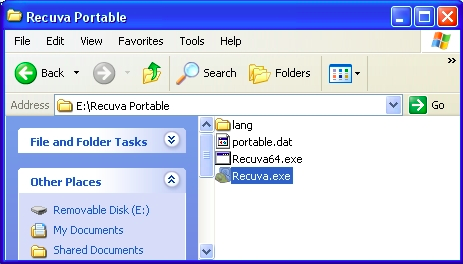 Recuva Portable
File Edit View Favorites Tools Help
Back Search Folders
Address E:\Recuva Portable Go
File and Folder Tasks
Other Places
Removable Disk (E:)
My Documents
Shared Documents
lang
portable.dat
Recuva64.exe
Recuva.exe